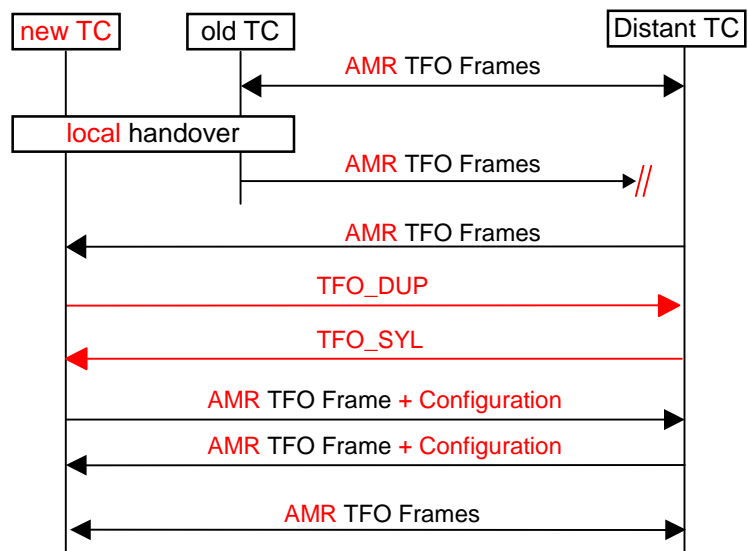 new TC
old TC
Distant TC
AMR TFO Frames
local handover
AMR TFO Frames
//
AMR TFO Frames
TFO_DUP
TFO_SYL
AMR TFO Frame + Configuration
AMR TFO Frame + Configuration
AMR TFO Frames